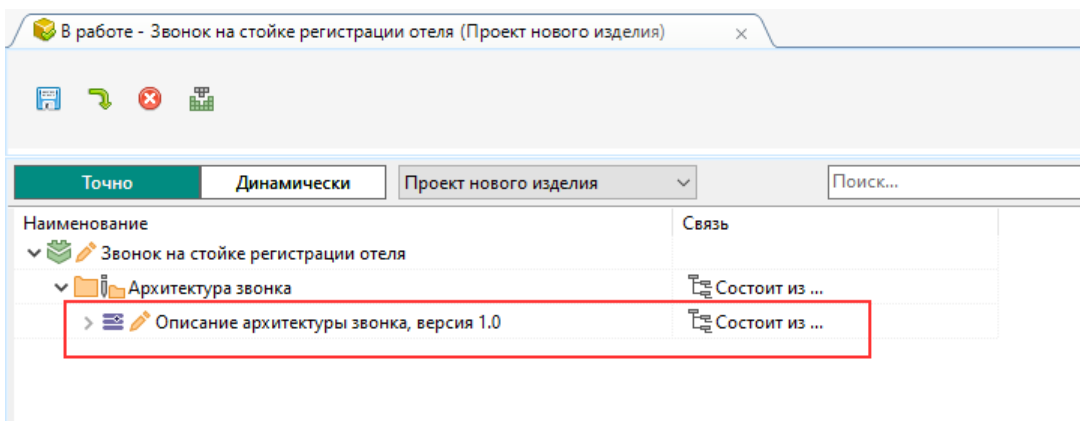 В работе - Звонок на стойке регистрации отеля (Проект нового изделия)
Точно Динамически Проект нового изделия Поиск...
Наименование Связь
Звонок на стойке регистрации отеля
Архитектура звонка Состоит из ...
Описание архитектуры звонка, версия 1.0 Состоит из ...